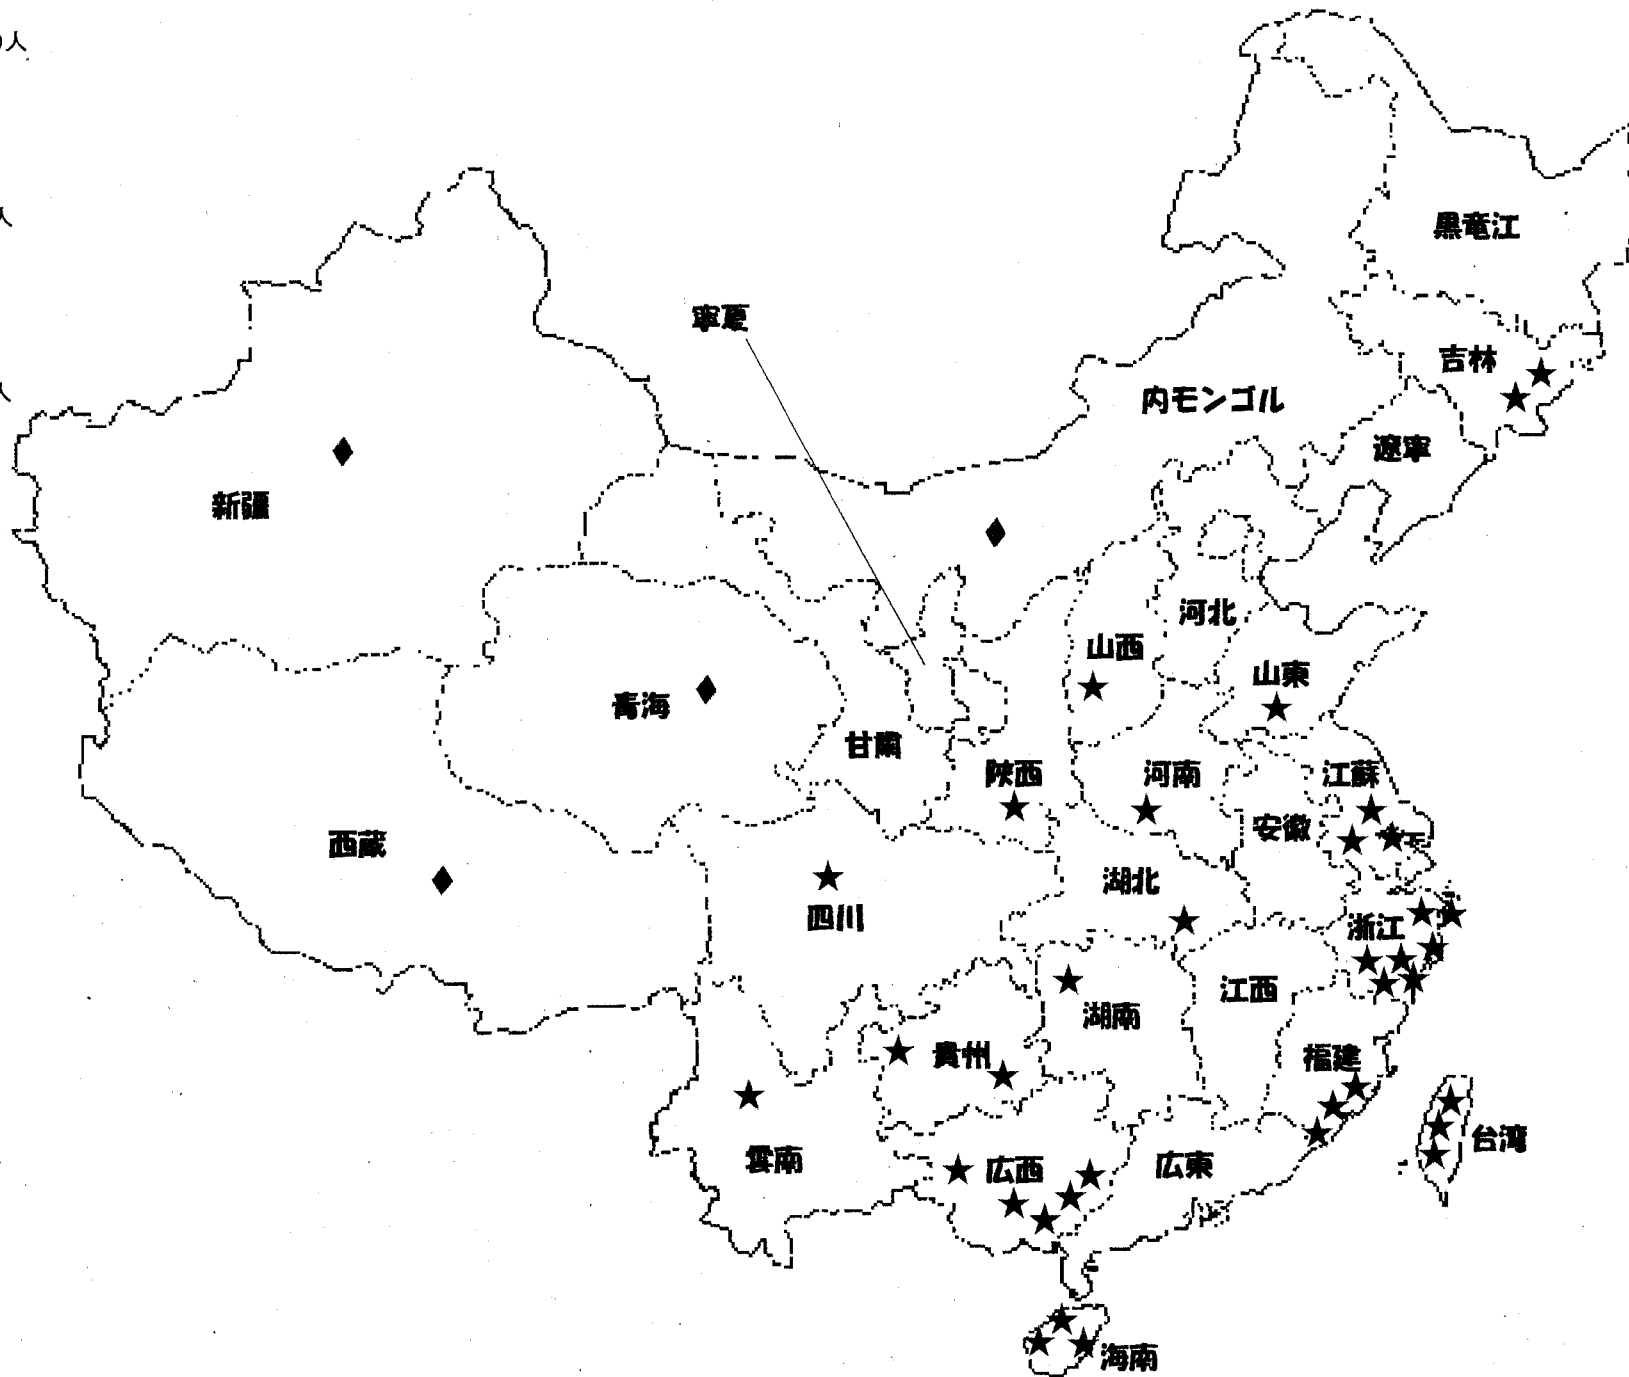 人
人
人
黒竜江
寧夏
吉林
内モンゴル
遼寧
新疆
河北
山西
山東
青海
甘粛
陝西
河南
江蘇
安徽
西蔵
湖北
四川
浙江
江西
湖南
貴州
福建
台湾
雲南
広西
広東
海南